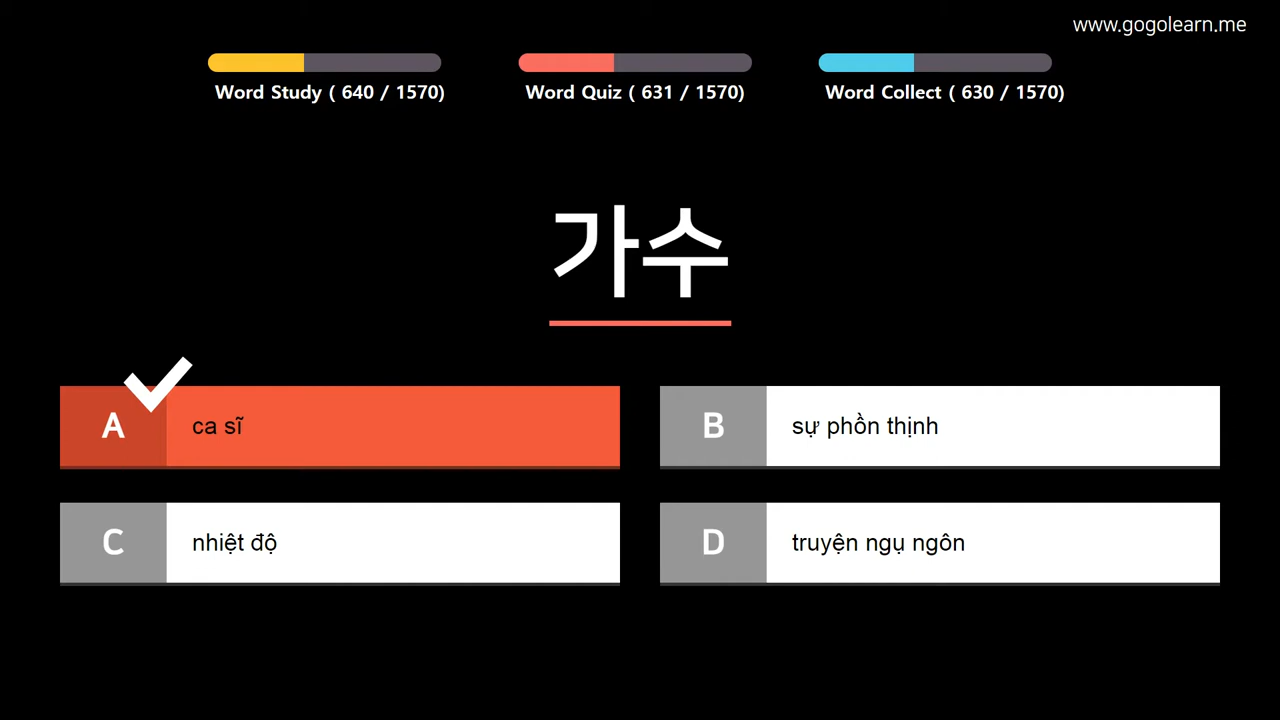 www.gogolearn.me
Word Study ( 640 / 1570)
Word Quiz ( 631 / 1570)
Word Collect ( 630 / 1570)
가수
A ca sĩ
B sự phồn thịnh
C nhiệt độ
D truyện ngụ ngôn